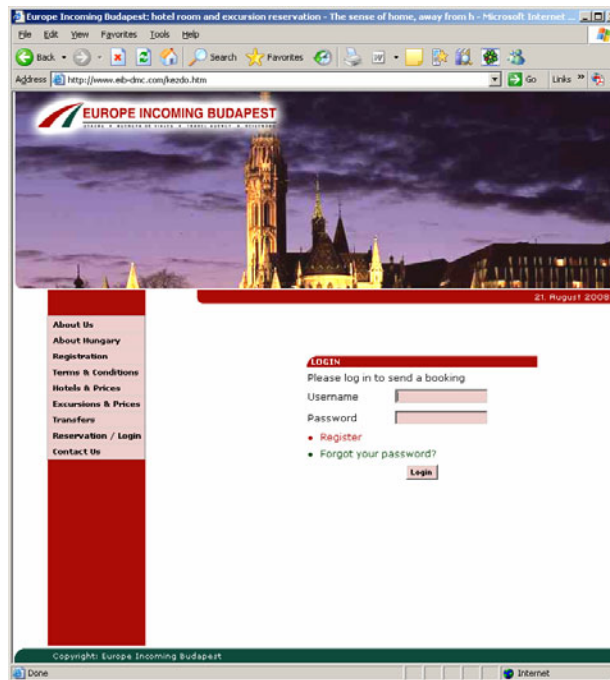 Europe Incoming Budapest: hotel room and excursion reservation - The sense of home, away from h - Microsoft Internet ...
File Edit View Favorites Tools Help
Back Search Favorites
Address http://www.eib-dmc.com/kezdo.htm Go Links »
EUROPE INCOMING BUDAPEST
21. August 2008
About Us
About Hungary
Registration
Terms & Conditions
Hotels & Prices
Excursions & Prices
Transfers
Reservation / Login
Contact Us
LOGIN
Please log in to send a booking
Username
Password
• Register
• Forgot your password?
Login
Copyright: Europe Incoming Budapest
Done Internet